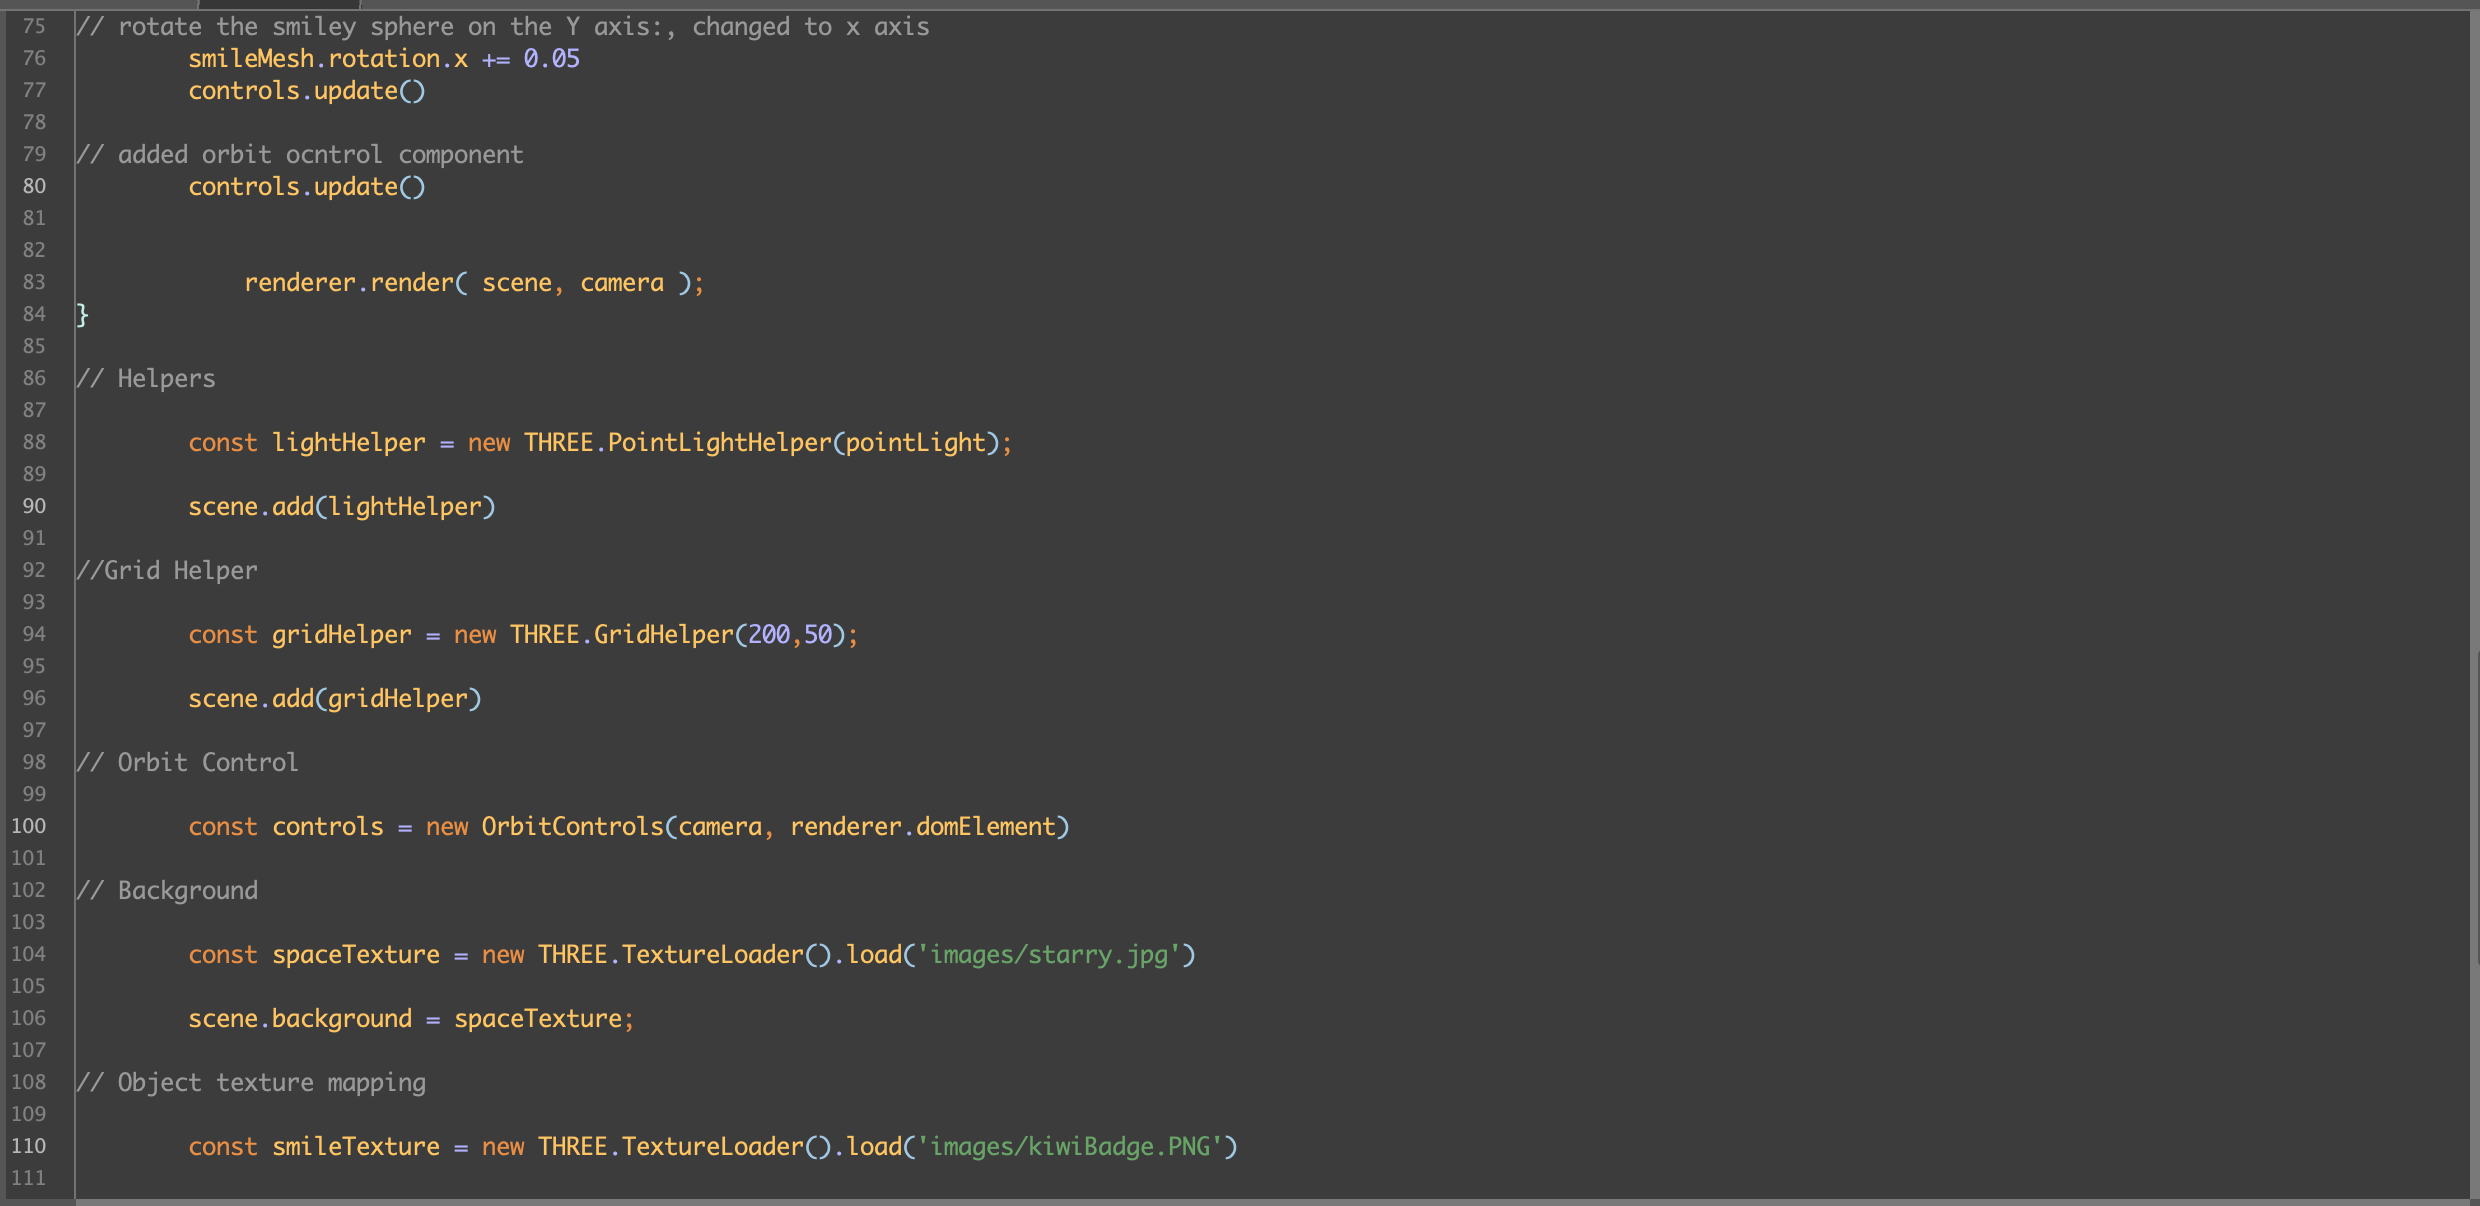 75 // rotate the smiley sphere on the Y axis:, changed to x axis
76 smileMesh.rotation.x += 0.05
77 controls.update()
78
79 // added orbit ocntrol component
80 controls.update()
81
82
83 renderer.render( scene, camera );
84 }
85
86 // Helpers
87
88 const lightHelper = new THREE.PointLightHelper(pointLight);
89
90 scene.add(lightHelper)
91
92 //Grid Helper
93
94 const gridHelper = new THREE.GridHelper(200,50);
95
96 scene.add(gridHelper)
97
98 // Orbit Control
99
100 const controls = new OrbitControls(camera, renderer.domElement)
101
102 // Background
103
104 const spaceTexture = new THREE.TextureLoader().load('images/starry.jpg')
105
106 scene.background = spaceTexture;
107
108 // Object texture mapping
109
110 const smileTexture = new THREE.TextureLoader().load('images/kiwiBadge.PNG')
111